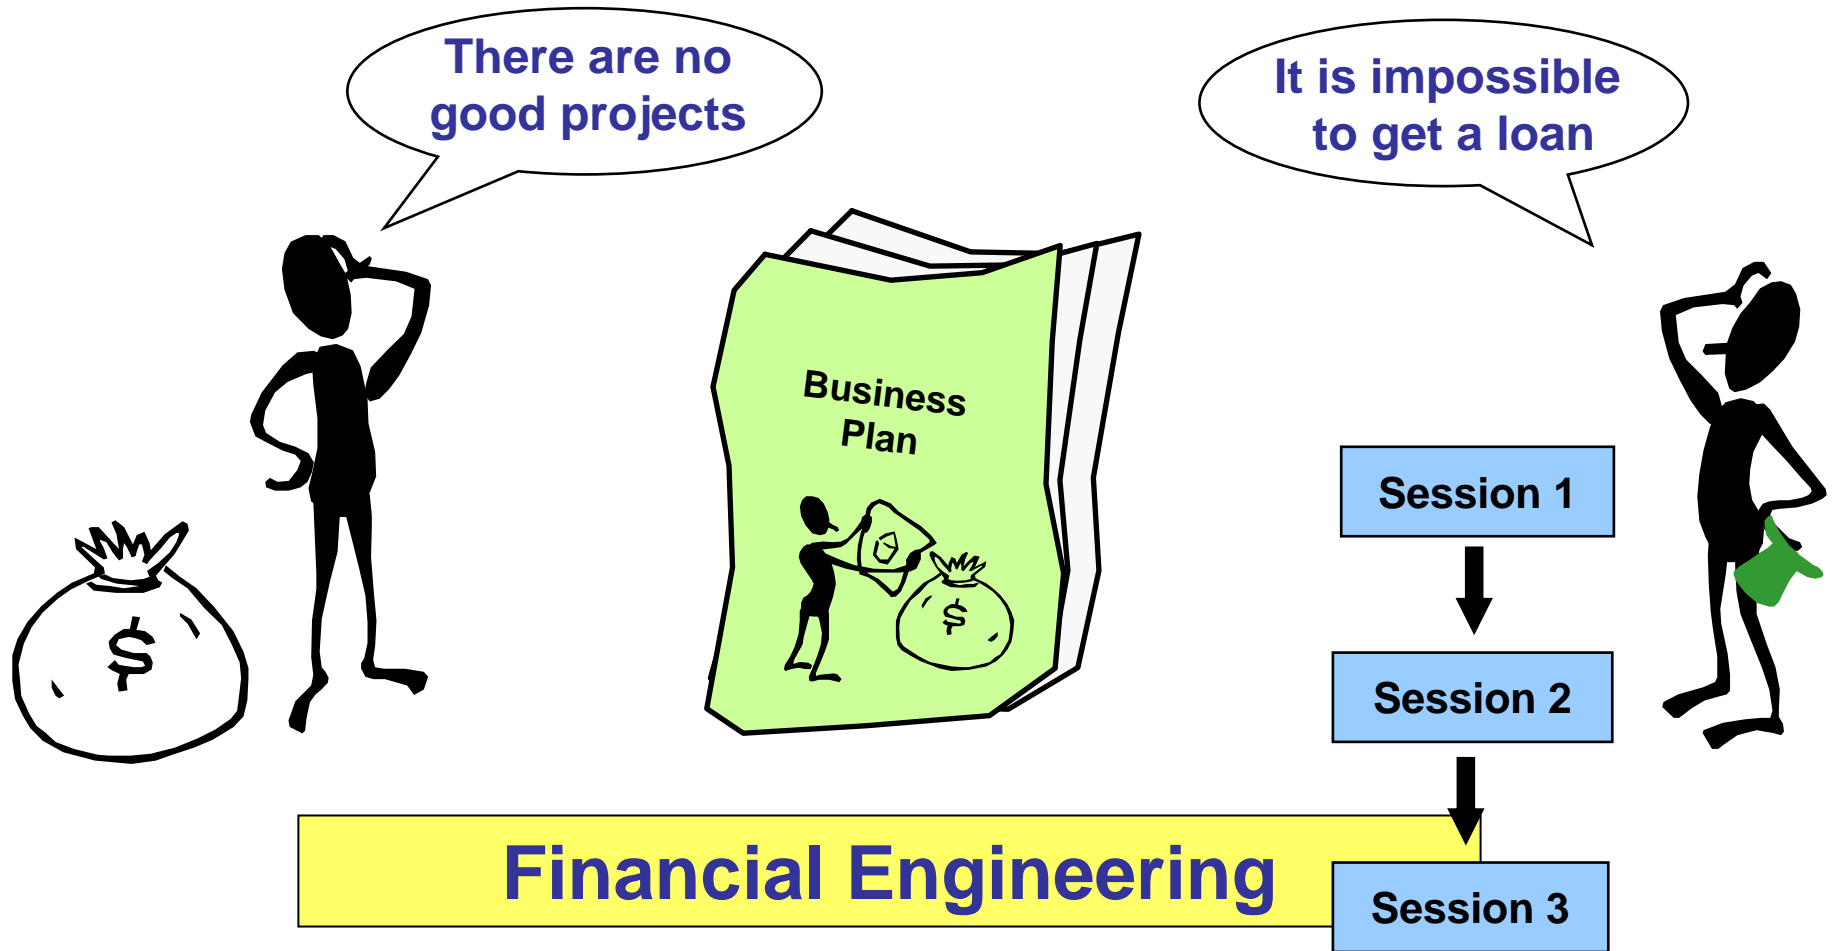 There are no
good projects
It is impossible
to get a loan
Business
Plan
$
$
Session 1
Session 2
Financial Engineering
Session 3